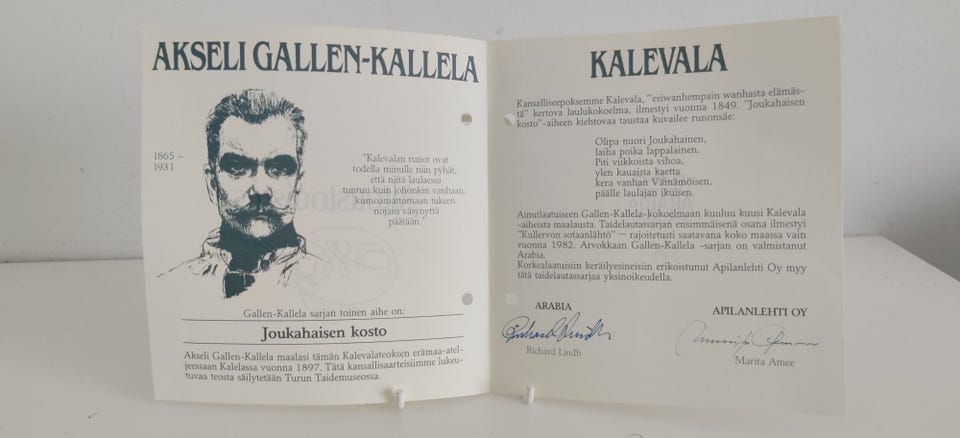 AKSELI GALLEN-KALLELA
1865 –
1931
"Kalevalan runot ovat
todella minulle niin pyhät,
että niitä laulaessa
tuntuu kuin johonkin vanhaan,
kumoamattomaan tukeen
nojaisi väsynyttä
päätään."
Gallen-Kallela sarjan toinen aihe on:
Joukahaisen kosto
Akseli Gallen-Kallela maalasi tämän Kalevalateoksen erämaa-atel-
jeessaan Kalelassa vuonna 1897. Tätä kansallisaarteisiimme lukeu-
tuvaa teosta säilytetään Turun Taidemuseossa.
KALEVALA
Kansalliseepoksemme Kalevala, "esiwanhempain wanhasta elämäs-
tä" kertova laulukokoelma, ilmestyi vuonna 1849. "Joukahaisen
kosto"-aiheen kiehtovaa taustaa kuvailee runonsäe:
Olipa nuori Joukahainen,
laiha poika lappalainen.
Piti viikkoista vihoa,
ylen kauaista kaetta
kera vanhan Väinämöisen,
päälle laulajan ikuisen.
Ainutlaatuiseen Gallen-Kallela-kokoelmaan kuuluu kuusi Kalevala
-aiheista maalausta. Taidelautassarjan ensimmäisenä osana ilmestyi
"Kullervon sotaanlähtö" — rajoitetusti saatavana koko maassa vain
vuonna 1982. Arvokkaan Gallen-Kallela -sarjan on valmistanut
Arabia.
Korkealaatuisiin keräilyesineisiin erikoistunut Apilanlehti Oy myy
tätä taidelautassarjaa yksinoikeudella.
ARABIA
Richard Lindh
Richard Lindh
APILANLEHTI OY
Marita Amee